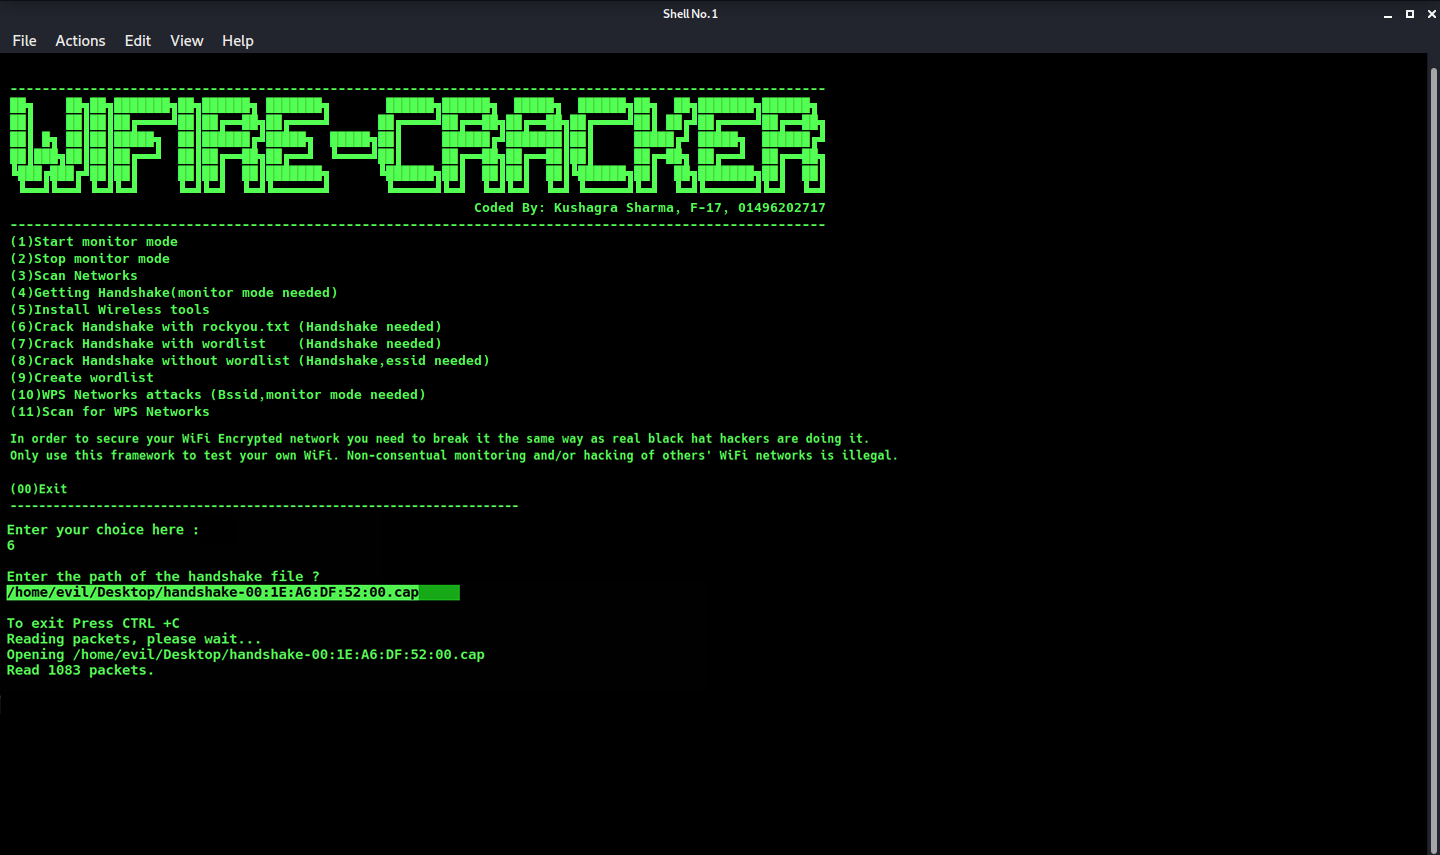 Shell No. 1
File Actions Edit View Help
WIFIRE-CRACKER
Coded By: Kushagra Sharma, F-17, 01496202717
(1)Start monitor mode
(2)Stop monitor mode
(3)Scan Networks
(4)Getting Handshake(monitor mode needed)
(5)Install Wireless tools
(6)Crack Handshake with rockyou.txt (Handshake needed)
(7)Crack Handshake with wordlist    (Handshake needed)
(8)Crack Handshake without wordlist (Handshake,essid needed)
(9)Create wordlist
(10)WPS Networks attacks (Bssid,monitor mode needed)
(11)Scan for WPS Networks
In order to secure your WiFi Encrypted network you need to break it the same way as real black hat hackers are doing it.
Only use this framework to test your own WiFi. Non-consentual monitoring and/or hacking of others' WiFi networks is illegal.
(00)Exit
Enter your choice here :
6
Enter the path of the handshake file ?
/home/evil/Desktop/handshake-00:1E:A6:DF:52:00.cap
To exit Press CTRL +C
Reading packets, please wait...
Opening /home/evil/Desktop/handshake-00:1E:A6:DF:52:00.cap
Read 1083 packets.